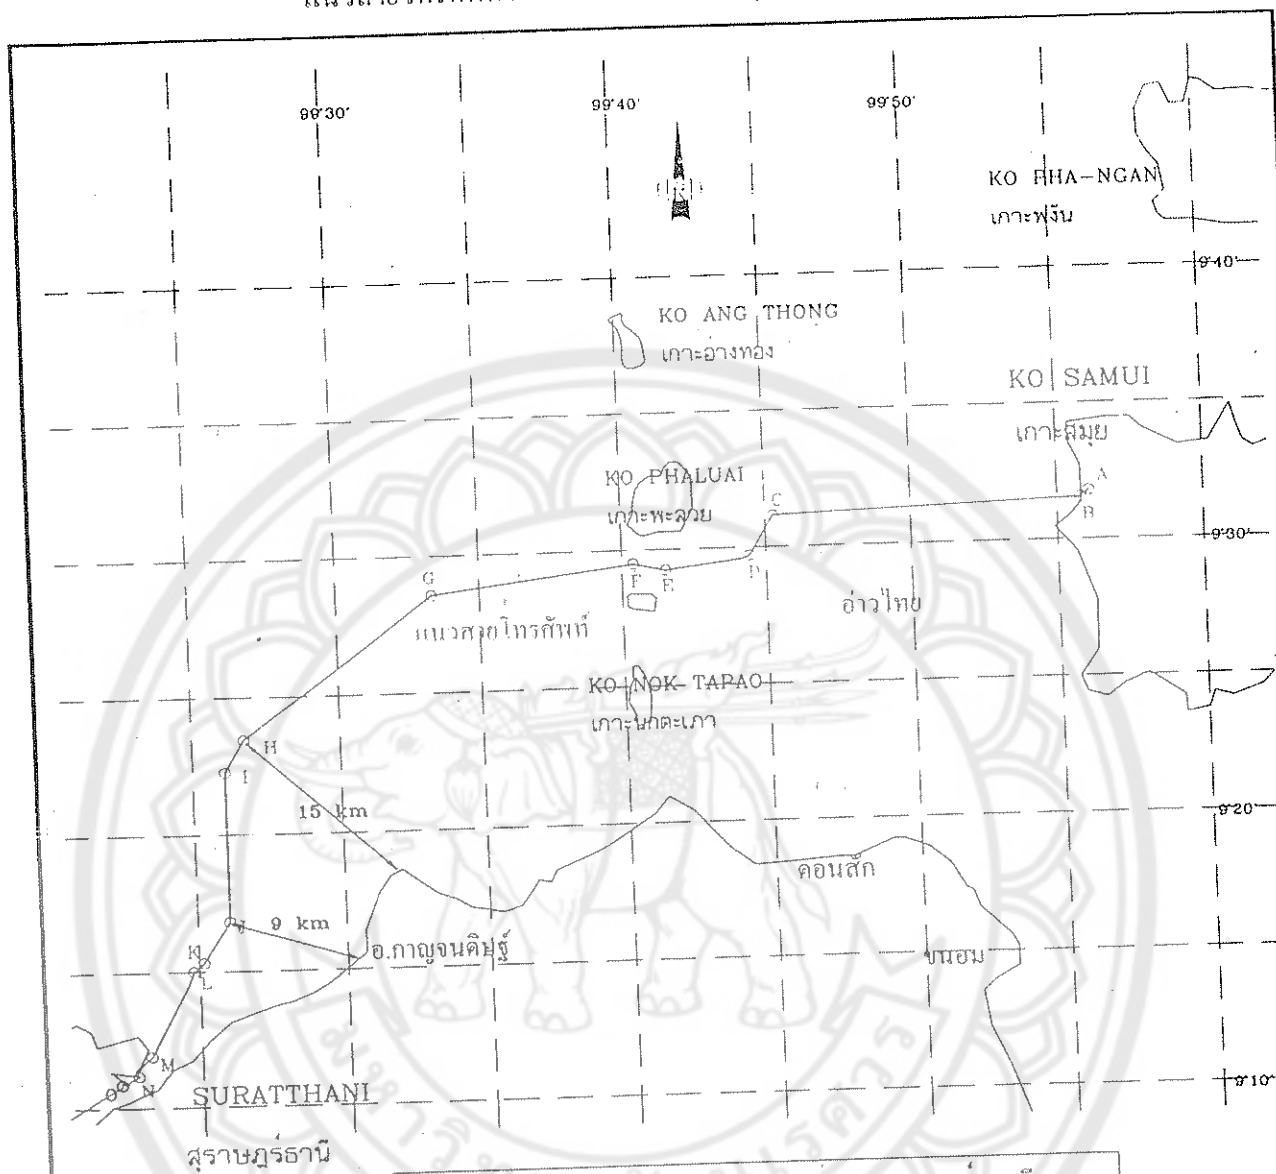 99°30'
99°40'
99°50'
KO PHA-NGAN
เกาะพงัน
9°40'
KO ANG THONG
เกาะอ่างทอง
KO SAMUI
เกาะสมุย
KO PHALUAI
เกาะพะลวย
A
B
C
9°30'
D
E
F
G
อ่าวไทย
แนวสายโทรศัพท์
KO NOK TAPAO
เกาะนกตะเภา
H
I
15 km
9°20'
ดอนสัก
J
9 km
อ.กาญจนดิษฐ์
ขนอม
K
L
M
N
SURATTHANI
9°10'
สุราษฎร์ธานี